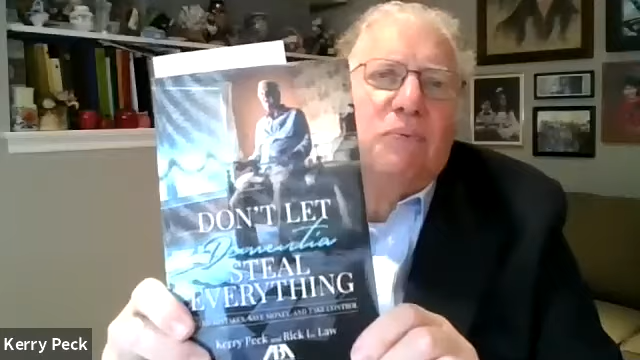 DON'T LET
Dementia
STEAL
EVERYTHING
MISTAKES, SAVE MONEY, AND TAKE CONTROL
Kerry Peck AND Rick L. Law
ABA
Kerry Peck